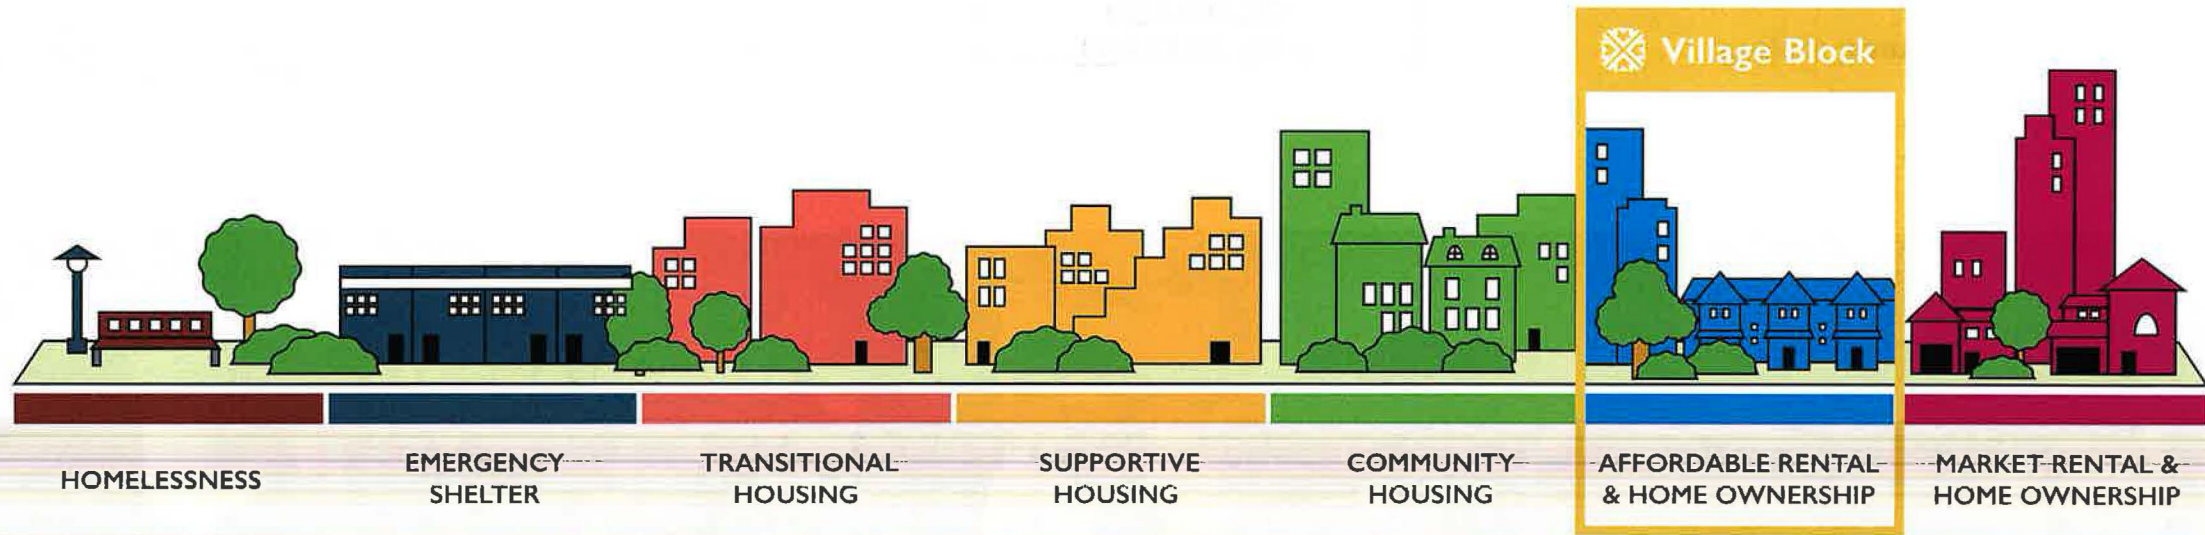 Village Block
HOMELESSNESS
EMERGENCY
SHELTER
TRANSITIONAL
HOUSING
SUPPORTIVE
HOUSING
COMMUNITY
HOUSING
AFFORDABLE RENTAL
& HOME OWNERSHIP
MARKET RENTAL &
HOME OWNERSHIP